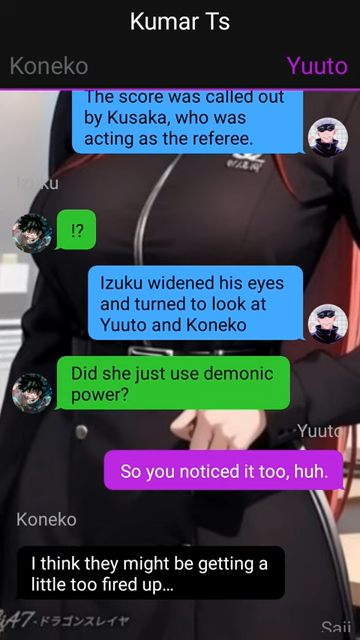 Kumar Ts
Koneko
Yuuto
The score was called out
by Kusaka, who was
acting as the referee.
Izuku
!?
Izuku widened his eyes
and turned to look at
Yuuto and Koneko
Did she just use demonic
power?
Yuuto
So you noticed it too, huh.
Koneko
I think they might be getting a
little too fired up...
47-ドラゴンスレイヤ
Saji